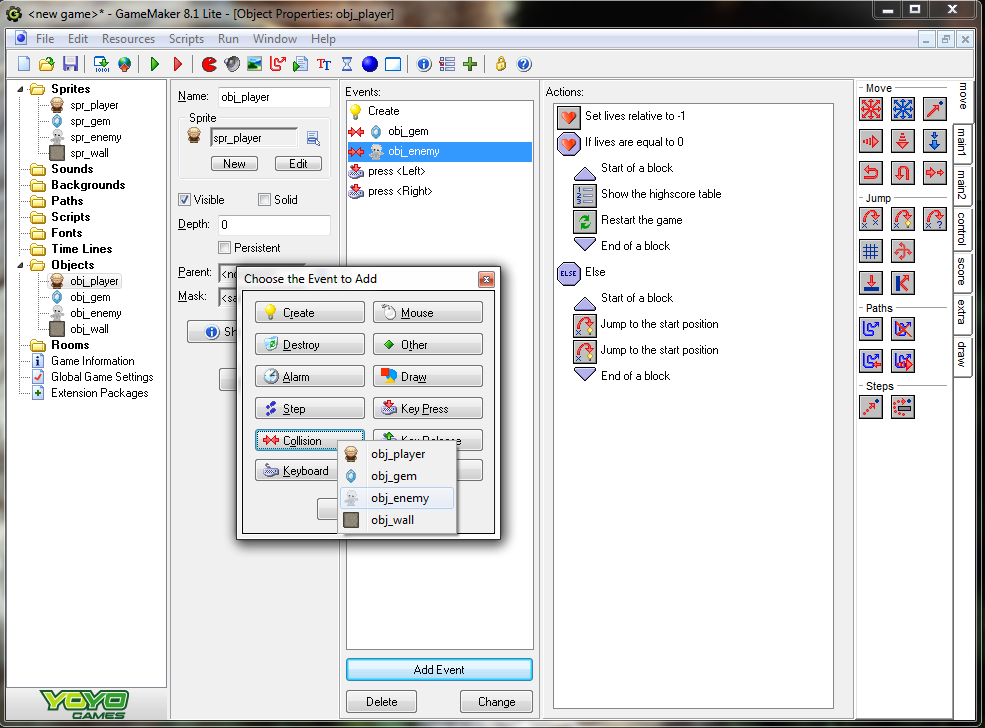 <new game>* - GameMaker 8.1 Lite - [Object Properties: obj_player]
File Edit Resources Scripts Run Window Help
Sprites
spr_player
spr_gem
spr_enemy
spr_wall
Sounds
Backgrounds
Paths
Scripts
Fonts
Time Lines
Objects
obj_player
obj_gem
obj_enemy
obj_wall
Rooms
Game Information
Global Game Settings
Extension Packages
YOYO
GAMES
Name: obj_player
Sprite
spr_player
New Edit
Visible Solid
Depth: 0
Persistent
Parent:
Mask:
Events:
Create
obj_gem
obj_enemy
press <Left>
press <Right>
Choose the Event to Add
Create Mouse
Destroy Other
Alarm Draw
Step Key Press
Collision Key Release
Keyboard
obj_player
obj_gem
obj_enemy
obj_wall
Add Event
Delete Change
Actions:
Set lives relative to -1
If lives are equal to 0
Start of a block
Show the highscore table
Restart the game
End of a block
ELSE Else
Start of a block
Jump to the start position
Jump to the start position
End of a block
Move
Jump
Paths
Steps
move
main1
main2
control
score
extra
draw